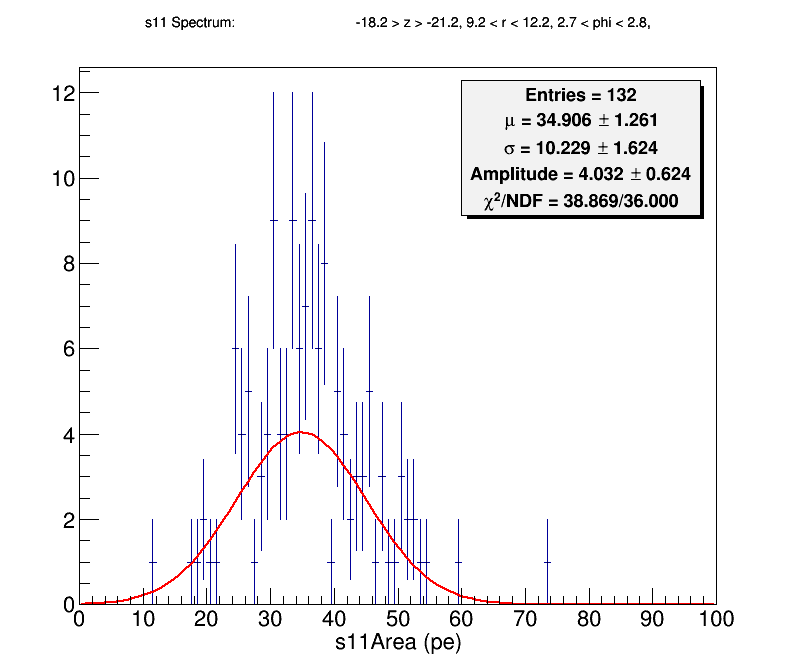 s11 Spectrum: -18.2 > z > -21.2, 9.2 < r < 12.2, 2.7 < phi < 2.8,
Entries = 132
μ = 34.906 ± 1.261
σ = 10.229 ± 1.624
Amplitude = 4.032 ± 0.624
χ²/NDF = 38.869/36.000
12
10
8
6
4
2
0
0 10 20 30 40 50 60 70 80 90 100
s11Area (pe)